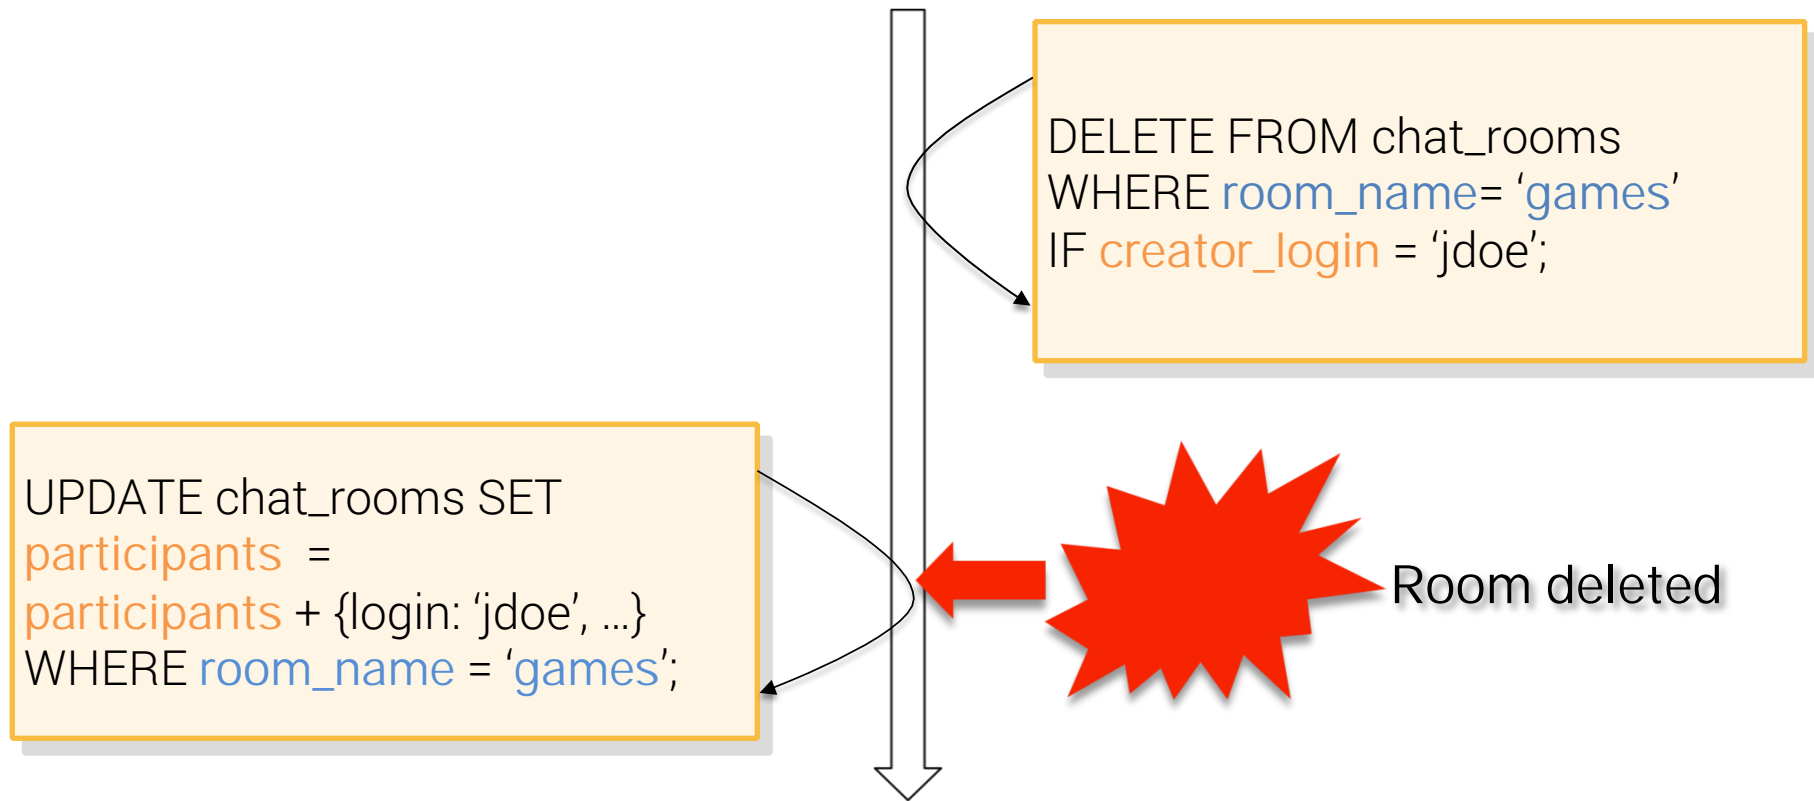 DELETE FROM chat_rooms
WHERE room_name= ‘games’
IF creator_login = ‘jdoe’;
UPDATE chat_rooms SET
participants =
participants + {login: ‘jdoe’, …}
WHERE room_name = ‘games’;
Room deleted